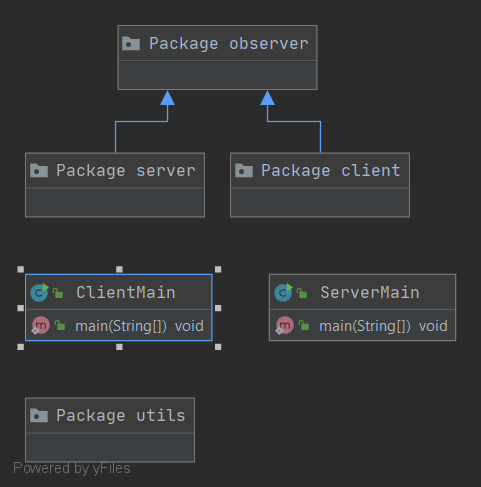 Package observer
Package server
Package client
C ClientMain
m main(String[]) void
C ServerMain
m main(String[]) void
Package utils
Powered by yFiles